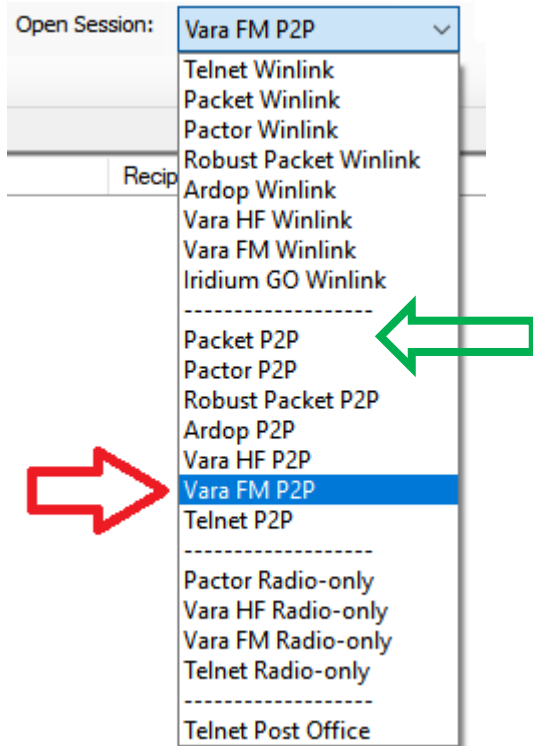 Open Session: Vara FM P2P
Telnet Winlink
Packet Winlink
Pactor Winlink
Robust Packet Winlink
Recip
Ardop Winlink
Vara HF Winlink
Vara FM Winlink
Iridium GO Winlink
-------------------
Packet P2P
Pactor P2P
Robust Packet P2P
Ardop P2P
Vara HF P2P
Vara FM P2P
Telnet P2P
-------------------
Pactor Radio-only
Vara HF Radio-only
Vara FM Radio-only
Telnet Radio-only
-------------------
Telnet Post Office